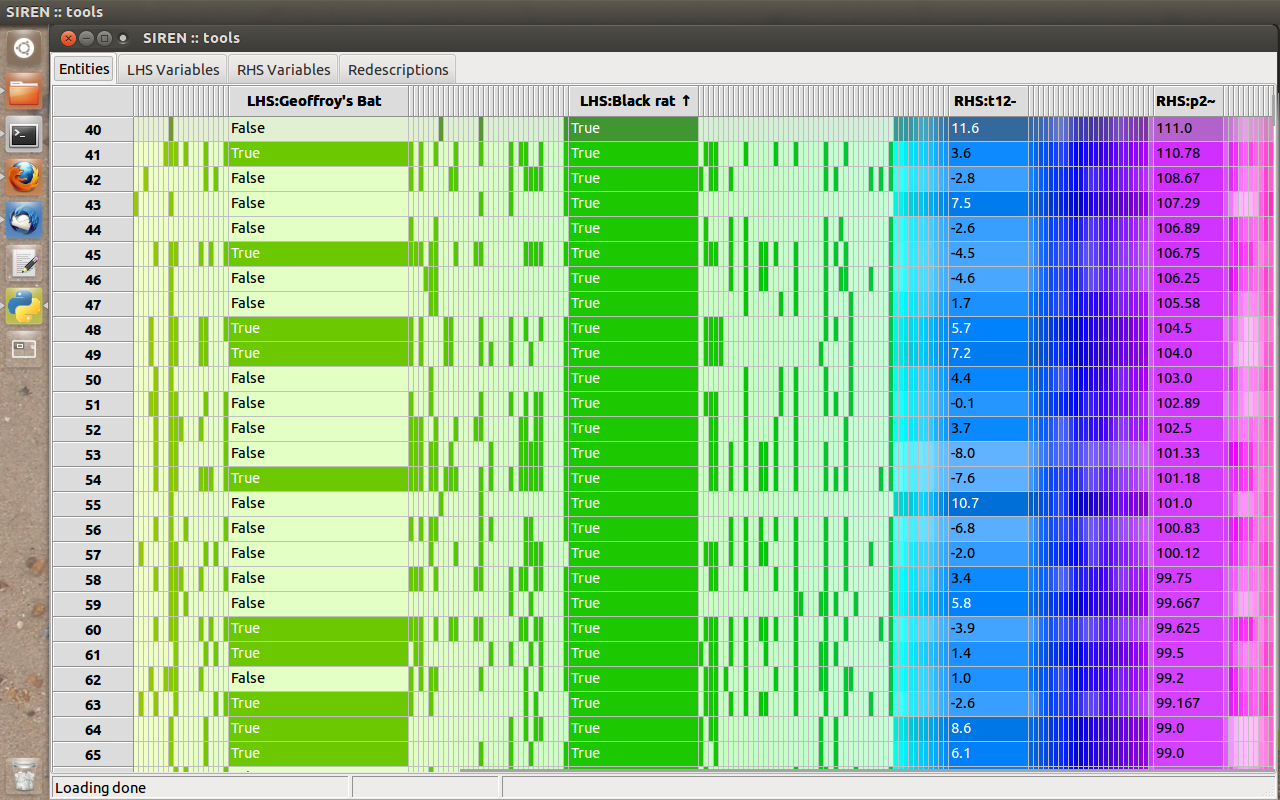 SIREN :: tools
SIREN :: tools
Entities LHS Variables RHS Variables Redescriptions
LHS:Geoffroy's Bat LHS:Black rat ↑ RHS:t12- RHS:p2~
40 False True 11.6 111.0
41 True True 3.6 110.78
42 False True -2.8 108.67
43 False True 7.5 107.29
44 False True -2.6 106.89
45 True True -4.5 106.75
46 False True -4.6 106.25
47 False True 1.7 105.58
48 True True 5.7 104.5
49 True True 7.2 104.0
50 False True 4.4 103.0
51 False True -0.1 102.89
52 False True 3.7 102.5
53 False True -8.0 101.33
54 True True -7.6 101.18
55 False True 10.7 101.0
56 False True -6.8 100.83
57 False True -2.0 100.12
58 False True 3.4 99.75
59 False True 5.8 99.667
60 True True -3.9 99.625
61 True True 1.4 99.5
62 False True 1.0 99.2
63 True True -2.6 99.167
64 True True 8.6 99.0
65 True True 6.1 99.0
Loading done